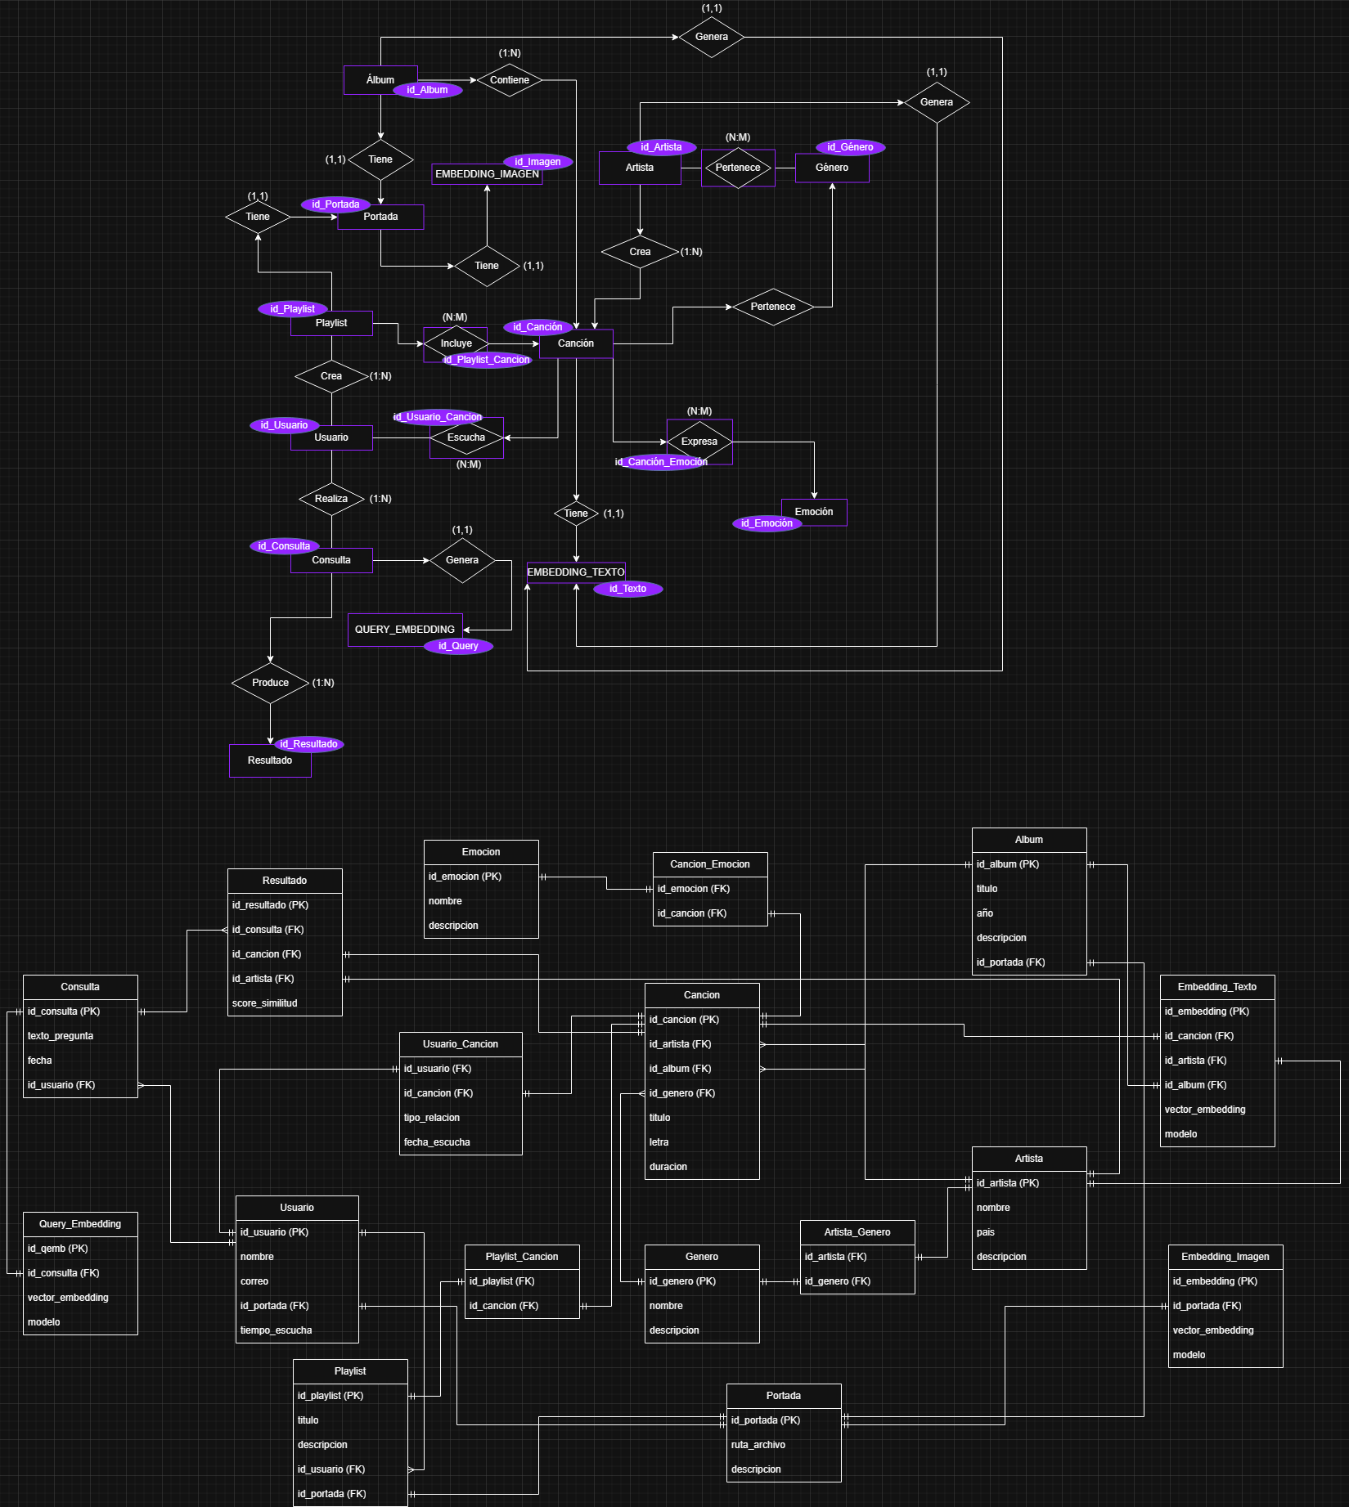 (1,1)
Genera
(1:N)
Álbum
Contiene
id_Album
(1,1)
Genera
id_Artista
(N:M)
id_Género
Artista
Pertenece
Género
(1,1)
Tiene
id_Imagen
EMBEDDING_IMAGEN
(1,1)
Tiene
id_Portada
Portada
Tiene
(1,1)
Crea
(1:N)
id_Playlist
Playlist
(N:M)
Incluye
id_Playlist_Cancion
id_Canción
Canción
Pertenece
Crea
(1:N)
id_Usuario
Usuario
id_Usuario_Cancion
Escucha
(N:M)
(N:M)
Expresa
id_Canción_Emoción
Realiza
(1:N)
Tiene
(1,1)
Emoción
id_Emoción
id_Consulta
Consulta
(1,1)
Genera
EMBEDDING_TEXTO
id_Texto
QUERY_EMBEDDING
id_Query
Produce
(1:N)
id_Resultado
Resultado
Emocion
id_emocion (PK)
nombre
descripcion
Cancion_Emocion
id_emocion (FK)
id_cancion (FK)
Album
id_album (PK)
titulo
año
descripcion
id_portada (FK)
Resultado
id_resultado (PK)
id_consulta (FK)
id_cancion (FK)
id_artista (FK)
score_similitud
Consulta
id_consulta (PK)
texto_pregunta
fecha
id_usuario (FK)
Cancion
id_cancion (PK)
id_artista (FK)
id_album (FK)
id_genero (FK)
titulo
letra
duracion
Embedding_Texto
id_embedding (PK)
id_cancion (FK)
id_artista (FK)
id_album (FK)
vector_embedding
modelo
Usuario_Cancion
id_usuario (FK)
id_cancion (FK)
tipo_relacion
fecha_escucha
Artista
id_artista (PK)
nombre
pais
descripcion
Query_Embedding
id_qemb (PK)
id_consulta (FK)
vector_embedding
modelo
Usuario
id_usuario (PK)
nombre
correo
id_portada (FK)
tiempo_escucha
Playlist_Cancion
id_playlist (FK)
id_cancion (FK)
Genero
id_genero (PK)
nombre
descripcion
Artista_Genero
id_artista (FK)
id_genero (FK)
Embedding_Imagen
id_embedding (PK)
id_portada (FK)
vector_embedding
modelo
Playlist
id_playlist (PK)
titulo
descripcion
id_usuario (FK)
id_portada (FK)
Portada
id_portada (PK)
ruta_archivo
descripcion